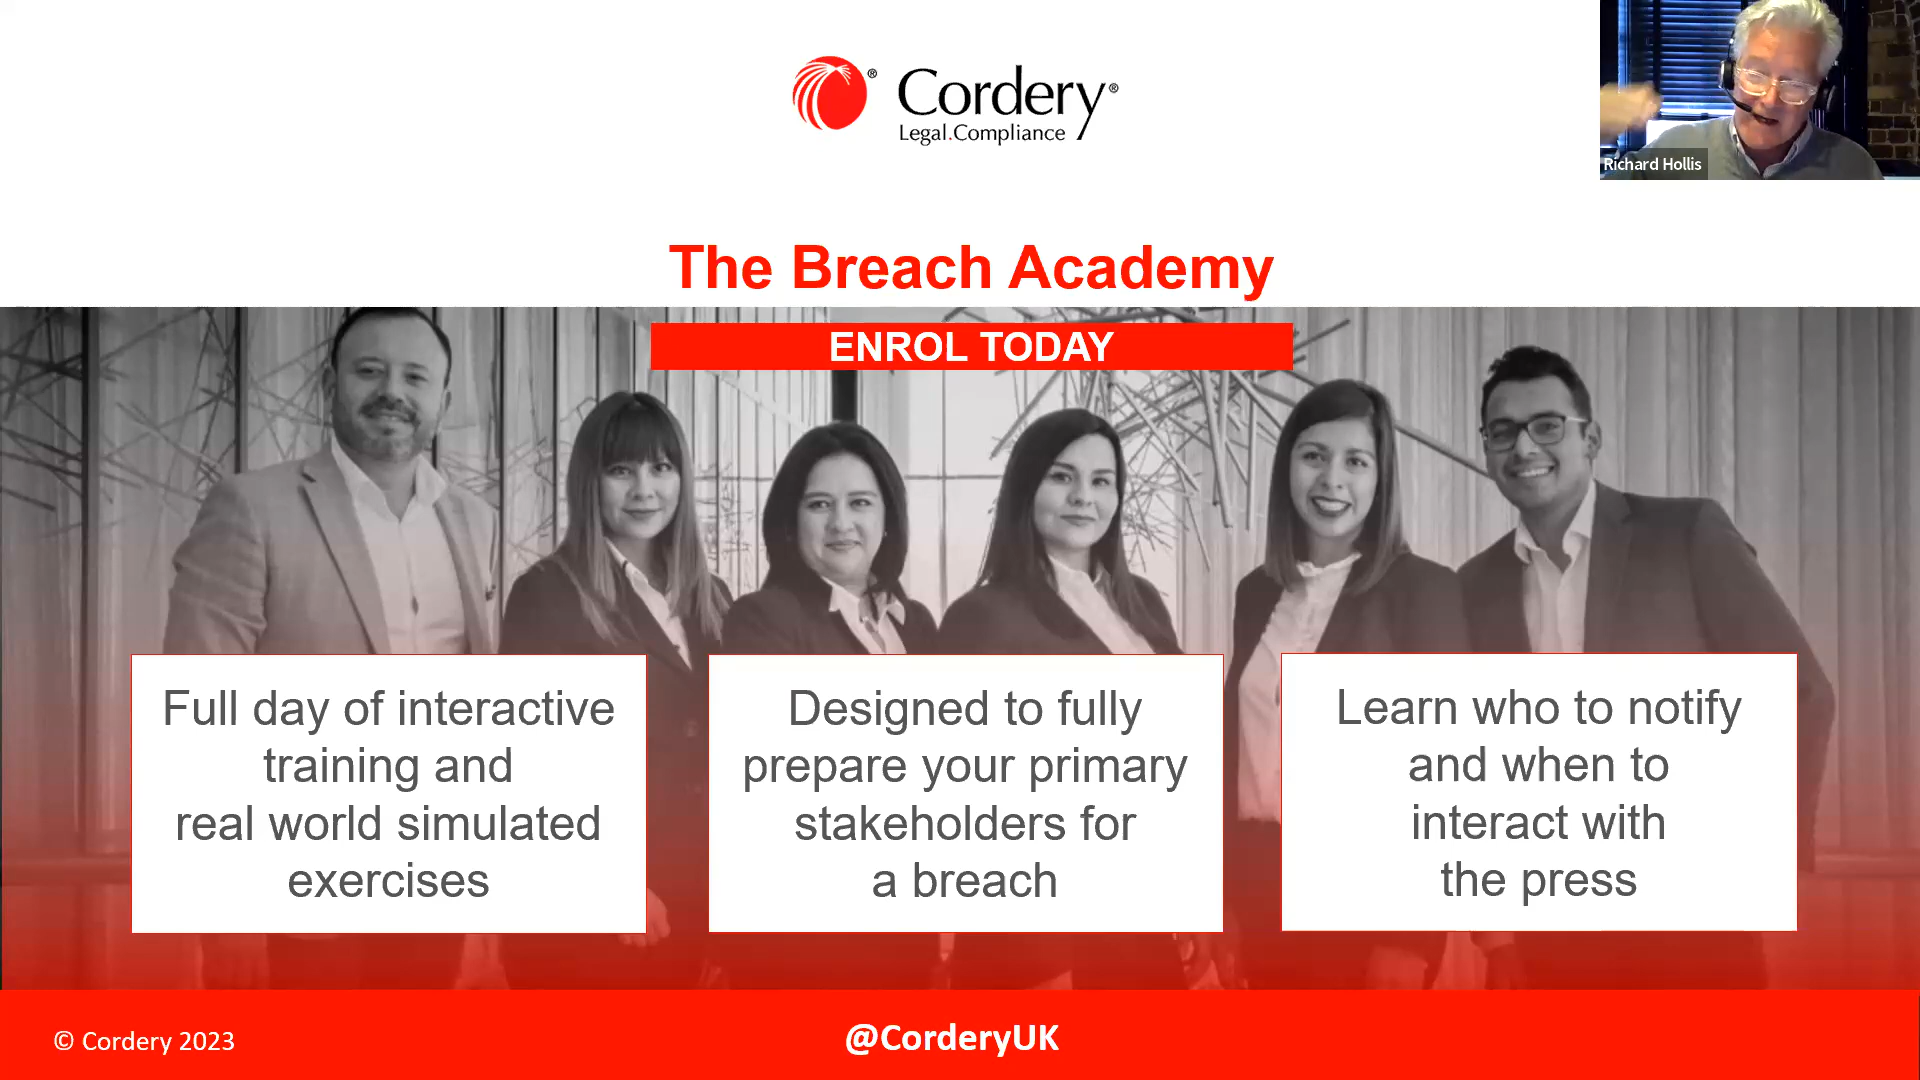 ® Cordery®
Legal.Compliance
Richard Hollis
The Breach Academy
ENROL TODAY
Full day of interactive
training and
real world simulated
exercises
Designed to fully
prepare your primary
stakeholders for
a breach
Learn who to notify
and when to
interact with
the press
© Cordery 2023
@CorderyUK